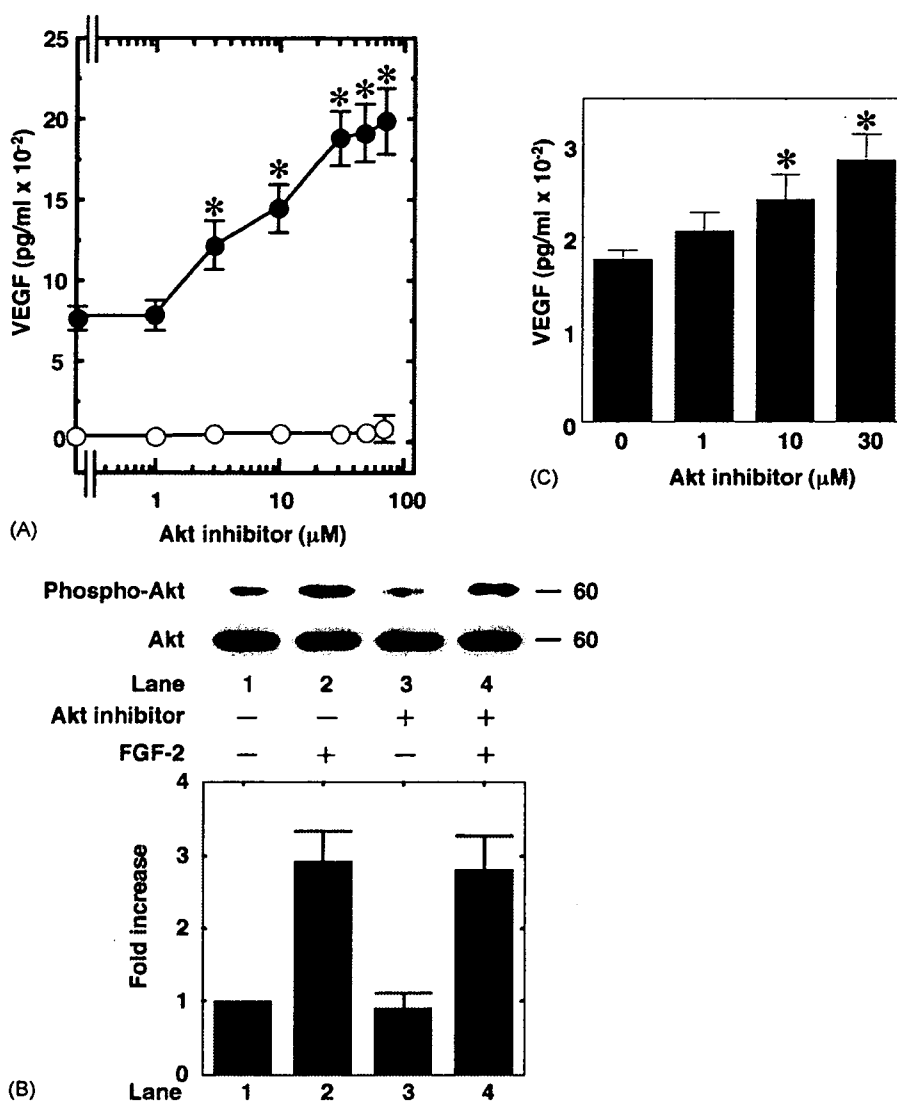 25
20
15
10
5
0
VEGF (pg/ml x 10-2)
* * * * *
1 10 100
Akt inhibitor (μM)
(A)
3
2
1
0
VEGF (pg/ml x 10-2)
* *
0 1 10 30
Akt inhibitor (μM)
(C)
Phospho-Akt — 60
Akt — 60
Lane 1 2 3 4
Akt inhibitor — — + +
FGF-2 — + — +
4
3
2
1
0
Fold increase
Lane 1 2 3 4
(B)